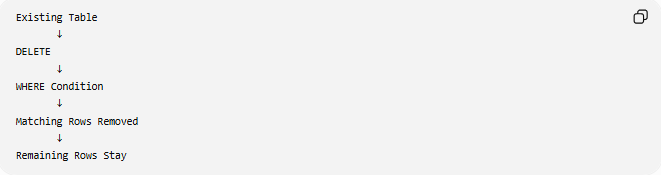 Existing Table
↓
DELETE
↓
WHERE Condition
↓
Matching Rows Removed
↓
Remaining Rows Stay